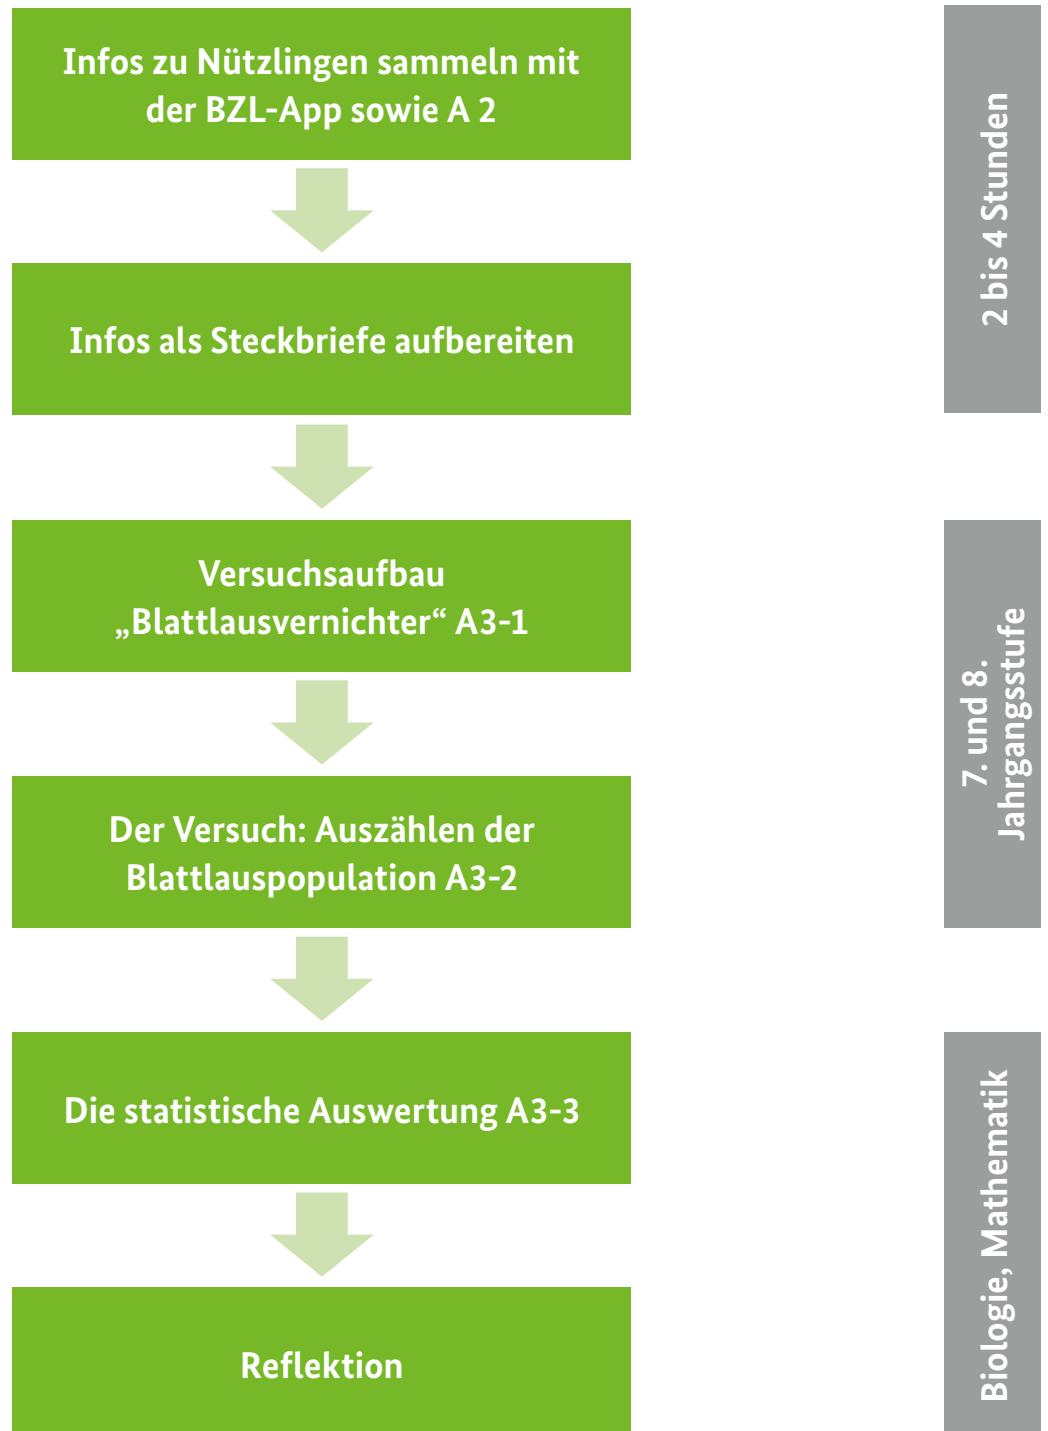 Infos zu Nützlingen sammeln mit
der BZL-App sowie A 2
Infos als Steckbriefe aufbereiten
Versuchsaufbau
„Blattlausvernichter“ A3-1
Der Versuch: Auszählen der
Blattlauspopulation A3-2
Die statistische Auswertung A3-3
Reflektion
2 bis 4 Stunden
7. und 8.
Jahrgangsstufe
Biologie, Mathematik